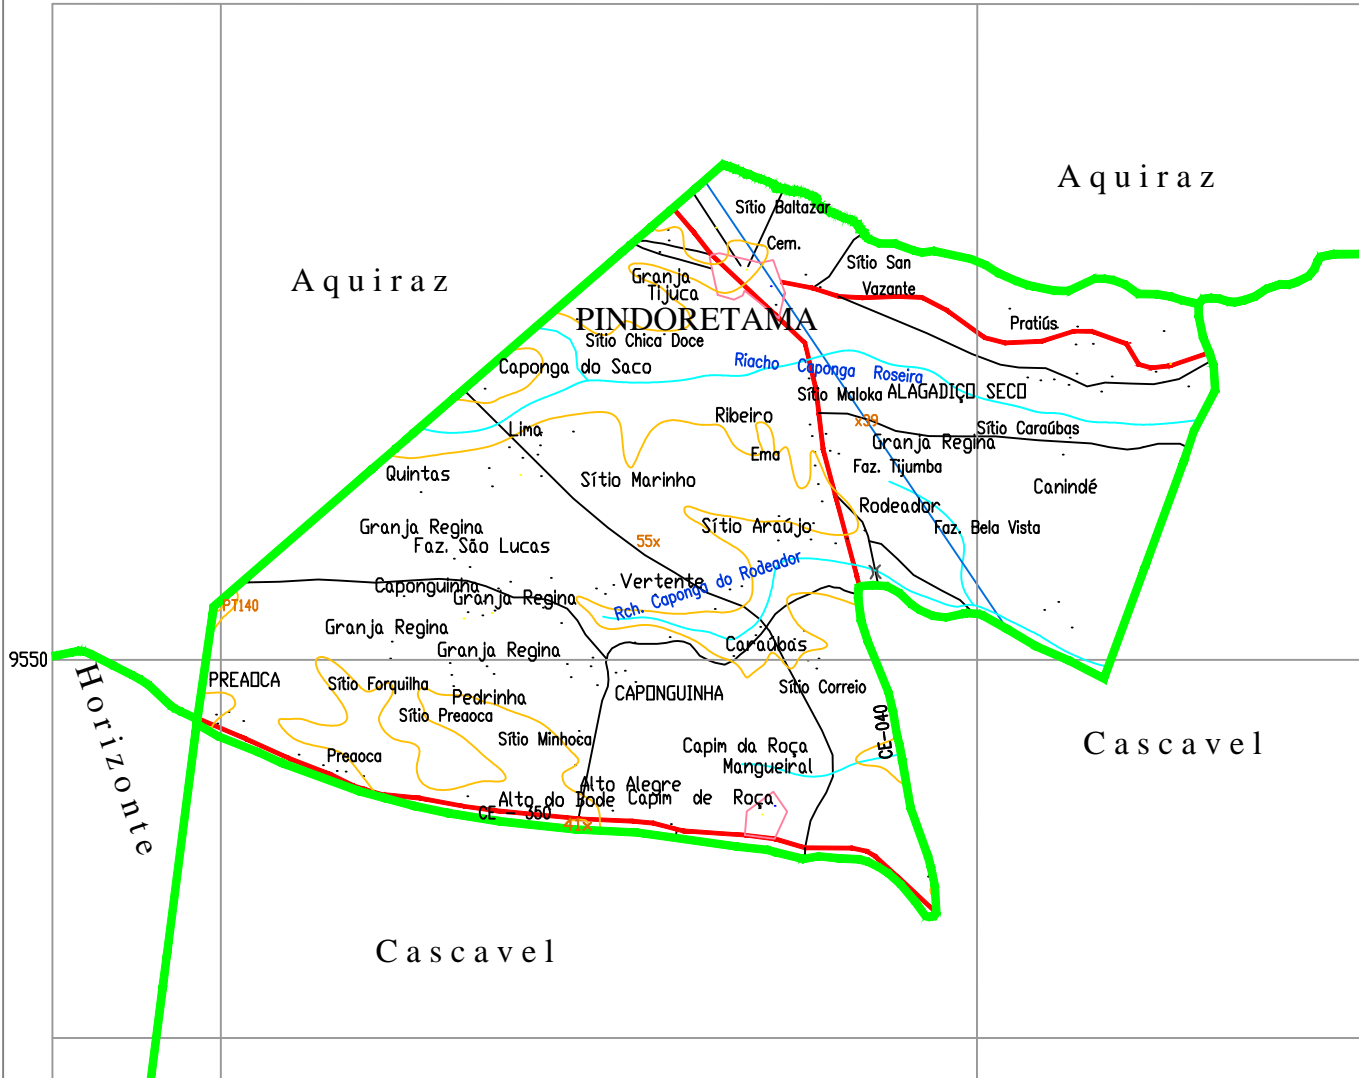 Aquiraz
Sítio Baltazar
Cem.
Sítio San
Vazante
Aquiraz
Granja
Tijuca
PINDORETAMA
Pratiús
Sítio Chica Doce
Caponga do Saco
Riacho Caponga Roseira
Sítio Maloka
ALAGADIÇO SECO
Ribeiro
x39
Lima
Sítio Caraúbas
Granja Regina
Ema
Faz. Tijumba
Quintas
Sítio Marinho
Canindé
Rodeador
Granja Regina
Sítio Araújo
Faz. Bela Vista
Faz. São Lucas
55x
Vertente
Rch. Caponga do Rodeador
Caponguinha
Granja Regina
PT140
Granja Regina
Caraúbas
Granja Regina
9550
Horizonte
PREAOCA
Sítio Forquilha
Pedrinha
CAPONGUINHA
Sítio Correio
Sítio Preaoca
CE-040
Sítio Minhoca
Capim da Roça
Cascavel
Preaoca
Mangueiral
Alto Alegre
Alto do Bode
Capim de Roça
CE - 350
41x
Cascavel